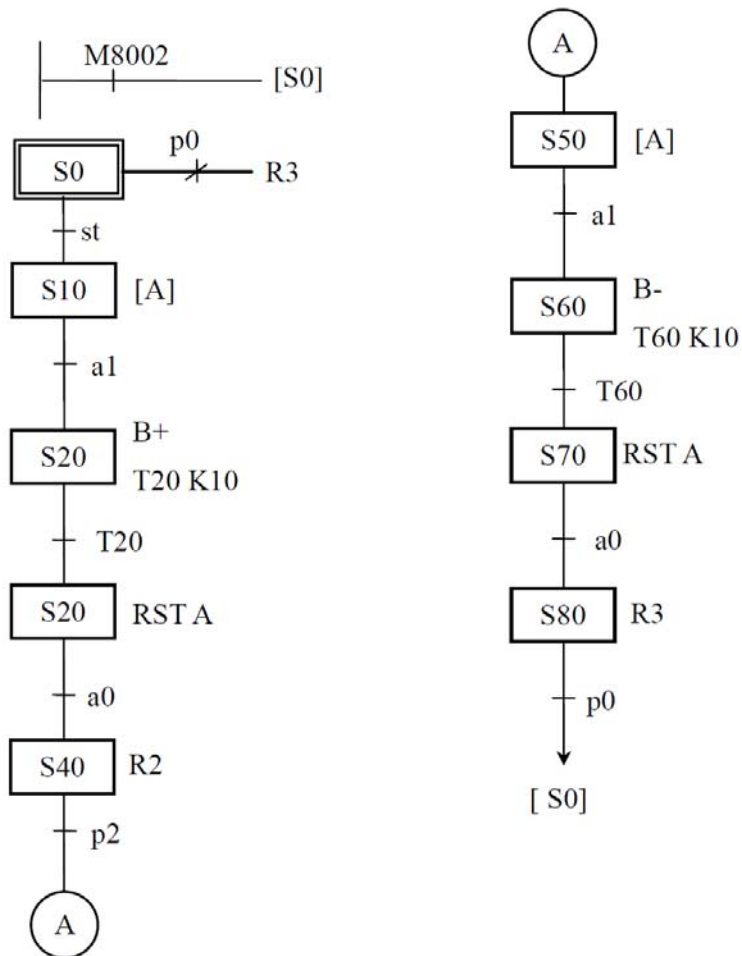 M8002
[S0]
p0
S0
R3
st
S10 [A]
a1
B+
S20
T20 K10
T20
S20 RST A
a0
S40 R2
p2
A
A
S50 [A]
a1
B-
S60
T60 K10
T60
S70 RST A
a0
S80 R3
p0
[ S0]